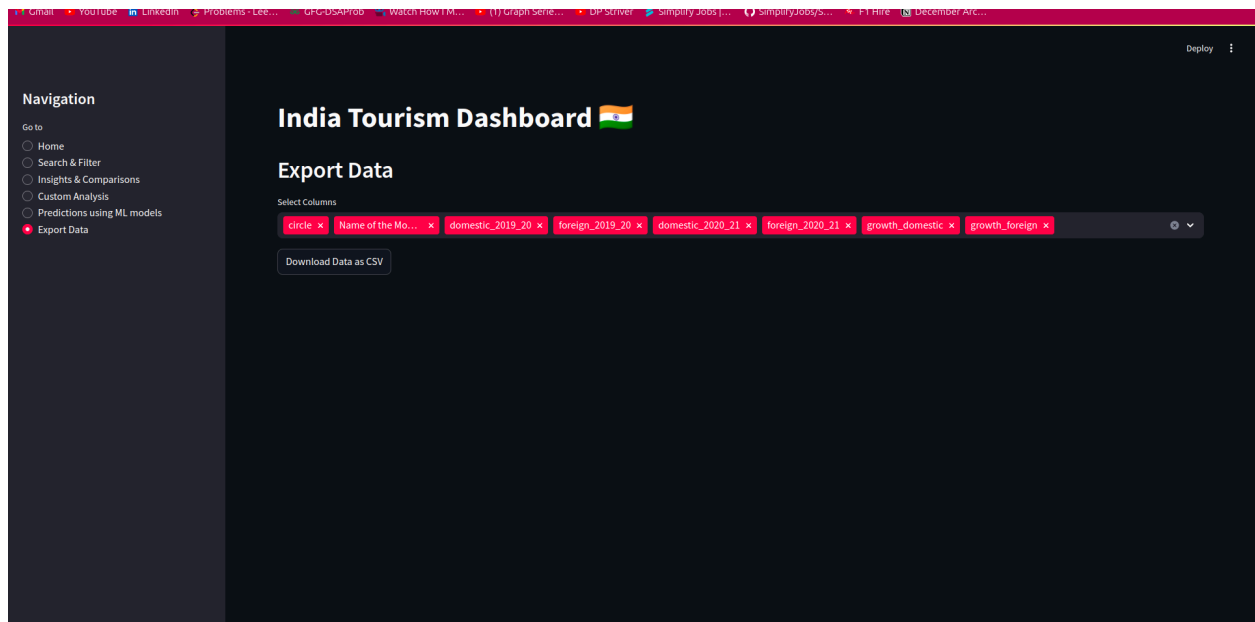 Gmail YouTube in LinkedIn Problems - Lee... GFG-DSAProb Watch How I M... (1) Graph Serie... DP Striver Simplify Jobs |... SimplifyJobs/S... F1 Hire December Arc...
Deploy
Navigation
Go to
Home
Search & Filter
Insights & Comparisons
Custom Analysis
Predictions using ML models
Export Data
India Tourism Dashboard 🇮🇳
Export Data
Select Columns
circle × Name of the Mo... × domestic_2019_20 × foreign_2019_20 × domestic_2020_21 × foreign_2020_21 × growth_domestic × growth_foreign ×
Download Data as CSV